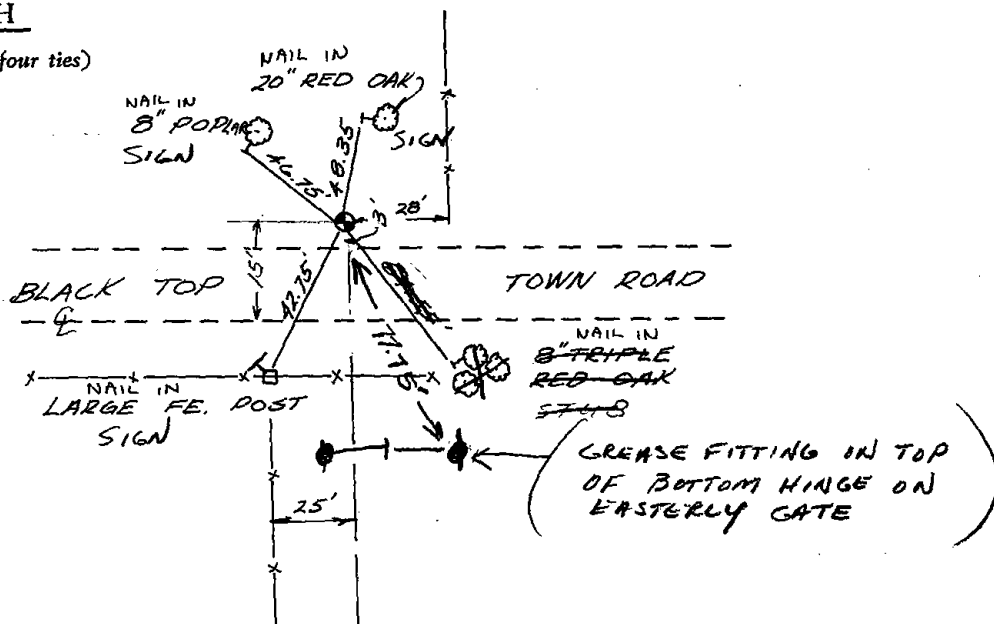 H
four ties)
NAIL IN
20" RED OAK
SIGN
NAIL IN
8" POPLAR
SIGN
46.75'
48.35
3'
28'
15'
42.75'
BLACK TOP
TOWN ROAD
℄
77.75'
NAIL IN
8" TRIPLE
RED OAK
STUB
NAIL IN
LARGE FE. POST
SIGN
GREASE FITTING ON TOP
OF BOTTOM HINGE ON
EASTERLY GATE
25'